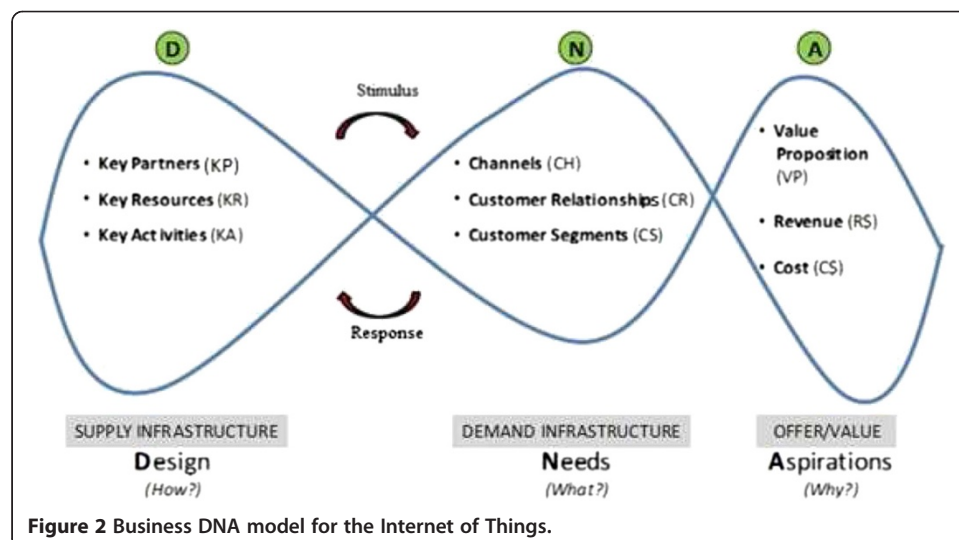 D
N
A
Stimulus
• Key Partners (KP)
• Key Resources (KR)
• Key Activities (KA)
• Channels (CH)
• Customer Relationships (CR)
• Customer Segments (CS)
• Value
Proposition
(VP)
• Revenue (R$)
• Cost (C$)
Response
SUPPLY INFRASTRUCTURE
Design
(How?)
DEMAND INFRASTRUCTURE
Needs
(What?)
OFFER/VALUE
Aspirations
(Why?)
Figure 2 Business DNA model for the Internet of Things.